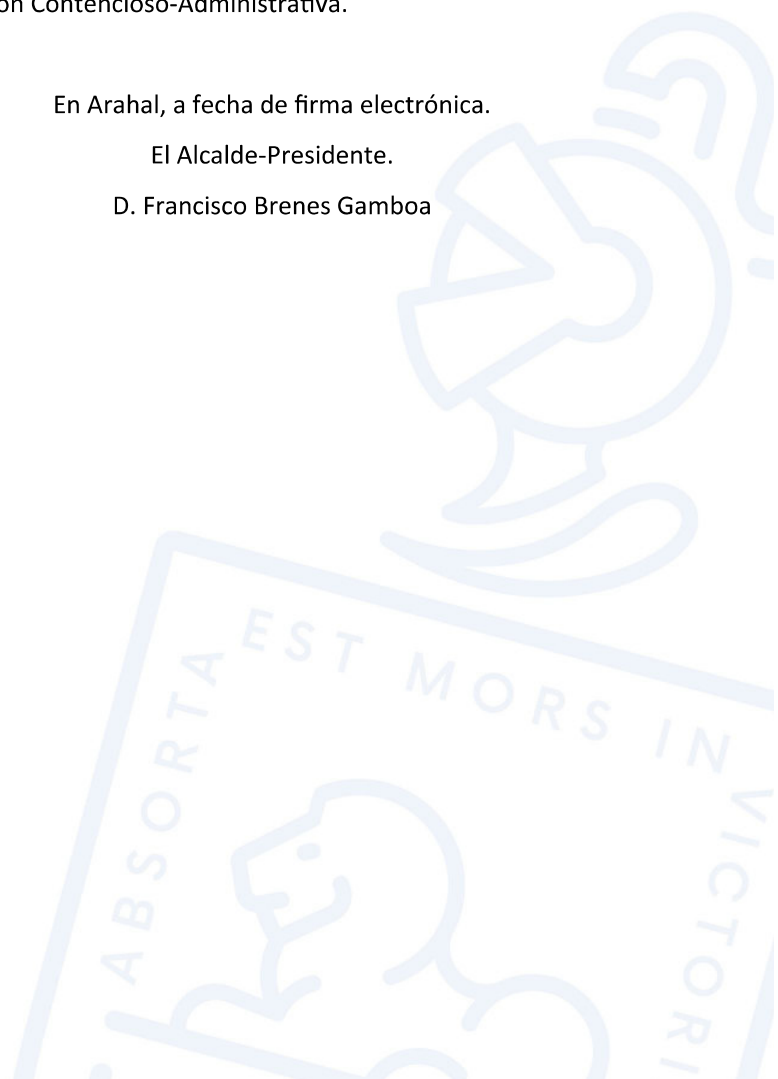 Contencioso-Administrativa.
En Arahal, a fecha de firma electrónica.
El Alcalde-Presidente.
D. Francisco Brenes Gamboa
ABSORTA
EST MORS IN
VICTORI